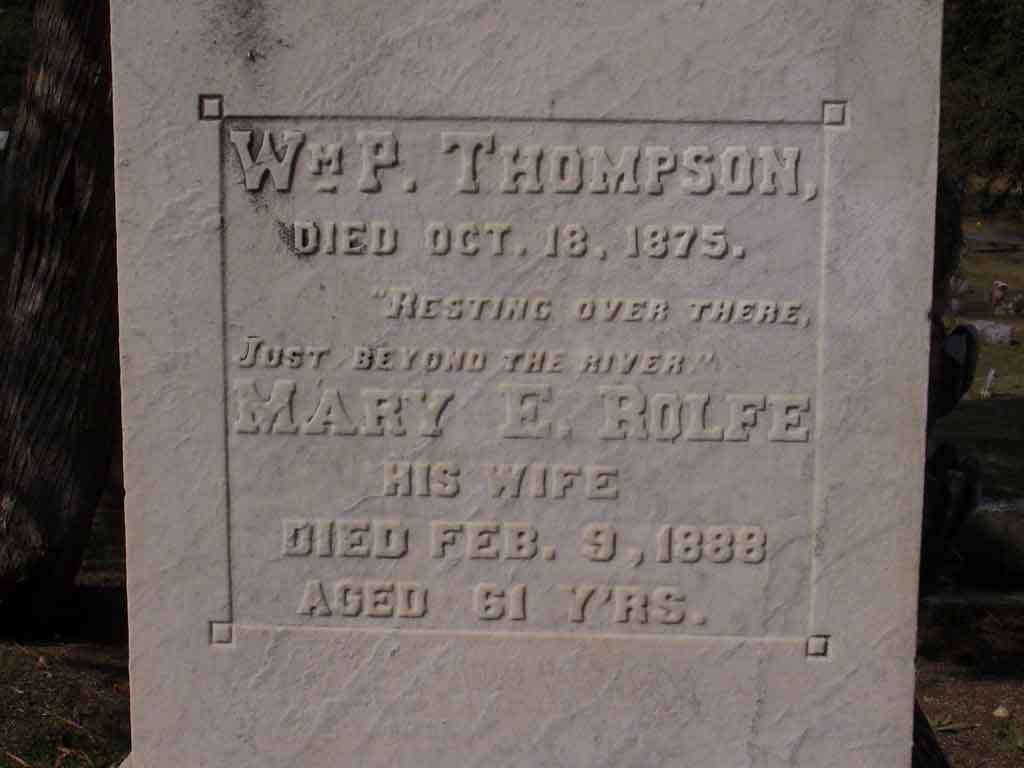 Wm P. Thompson,
DIED OCT. 18, 1875.
"RESTING OVER THERE,
JUST BEYOND THE RIVER."
MARY E. ROLFE
HIS WIFE
DIED FEB. 9, 1888
AGED 61 Y'RS.